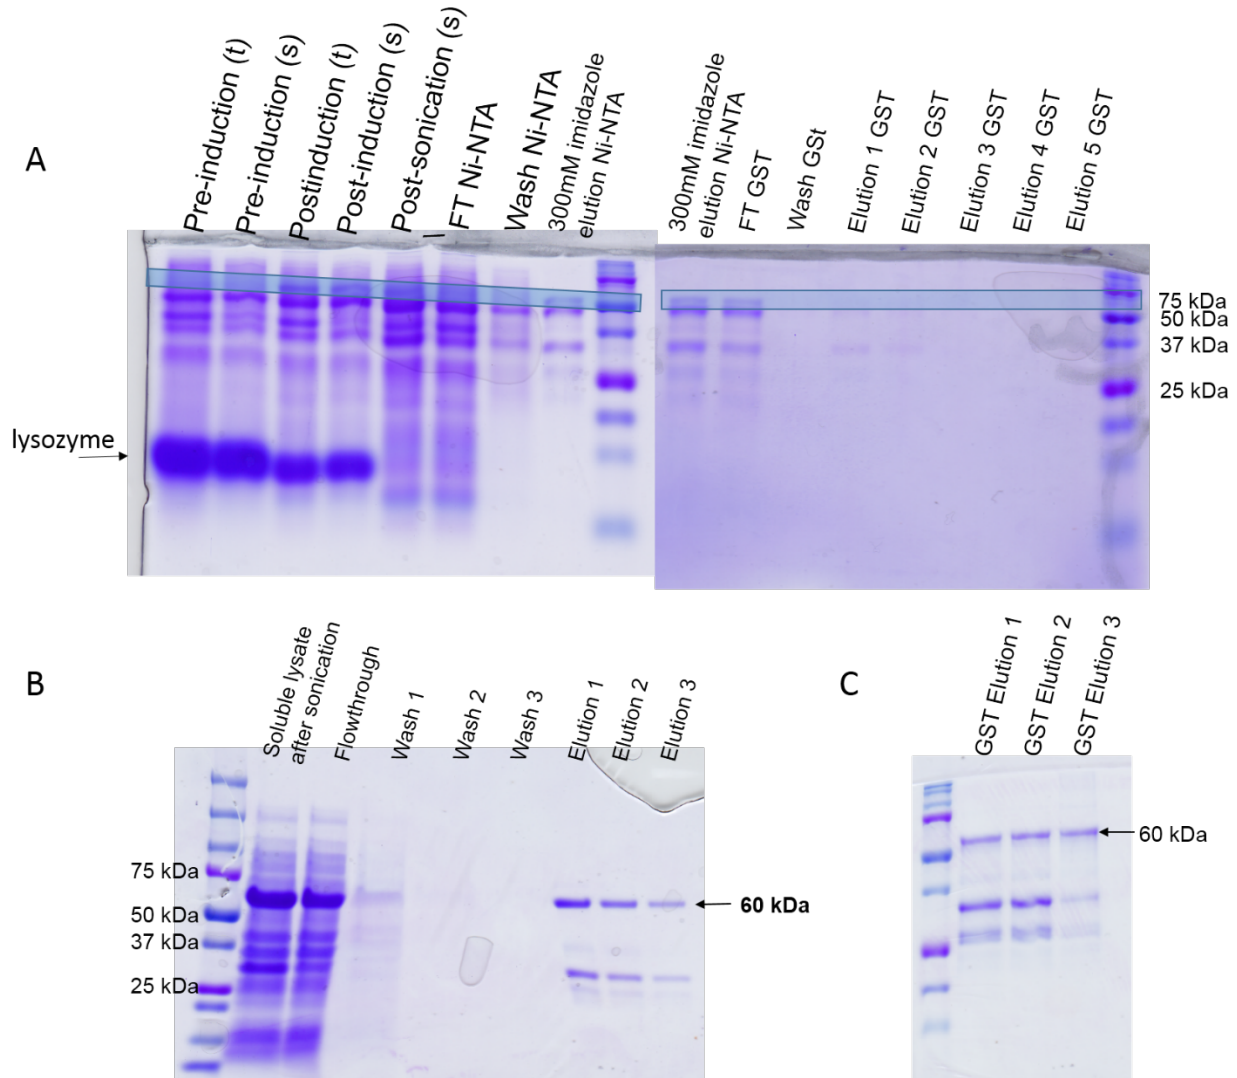 A
Pre-induction (t)
Pre-induction (s)
Postinduction (t)
Post-induction (s)
Post-sonication (s)
FT Ni-NTA
Wash Ni-NTA
300mM imidazole
elution Ni-NTA
300mM imidazole
elution Ni-NTA
FT GST
Wash GSt
Elution 1 GST
Elution 2 GST
Elution 3 GST
Elution 4 GST
Elution 5 GST
75 kDa
50 kDa
37 kDa
25 kDa
lysozyme
B
Soluble lysate
after sonication
Flowthrough
Wash 1
Wash 2
Wash 3
Elution 1
Elution 2
Elution 3
75 kDa
50 kDa
37 kDa
25 kDa
60 kDa
C
GST Elution 1
GST Elution 2
GST Elution 3
60 kDa